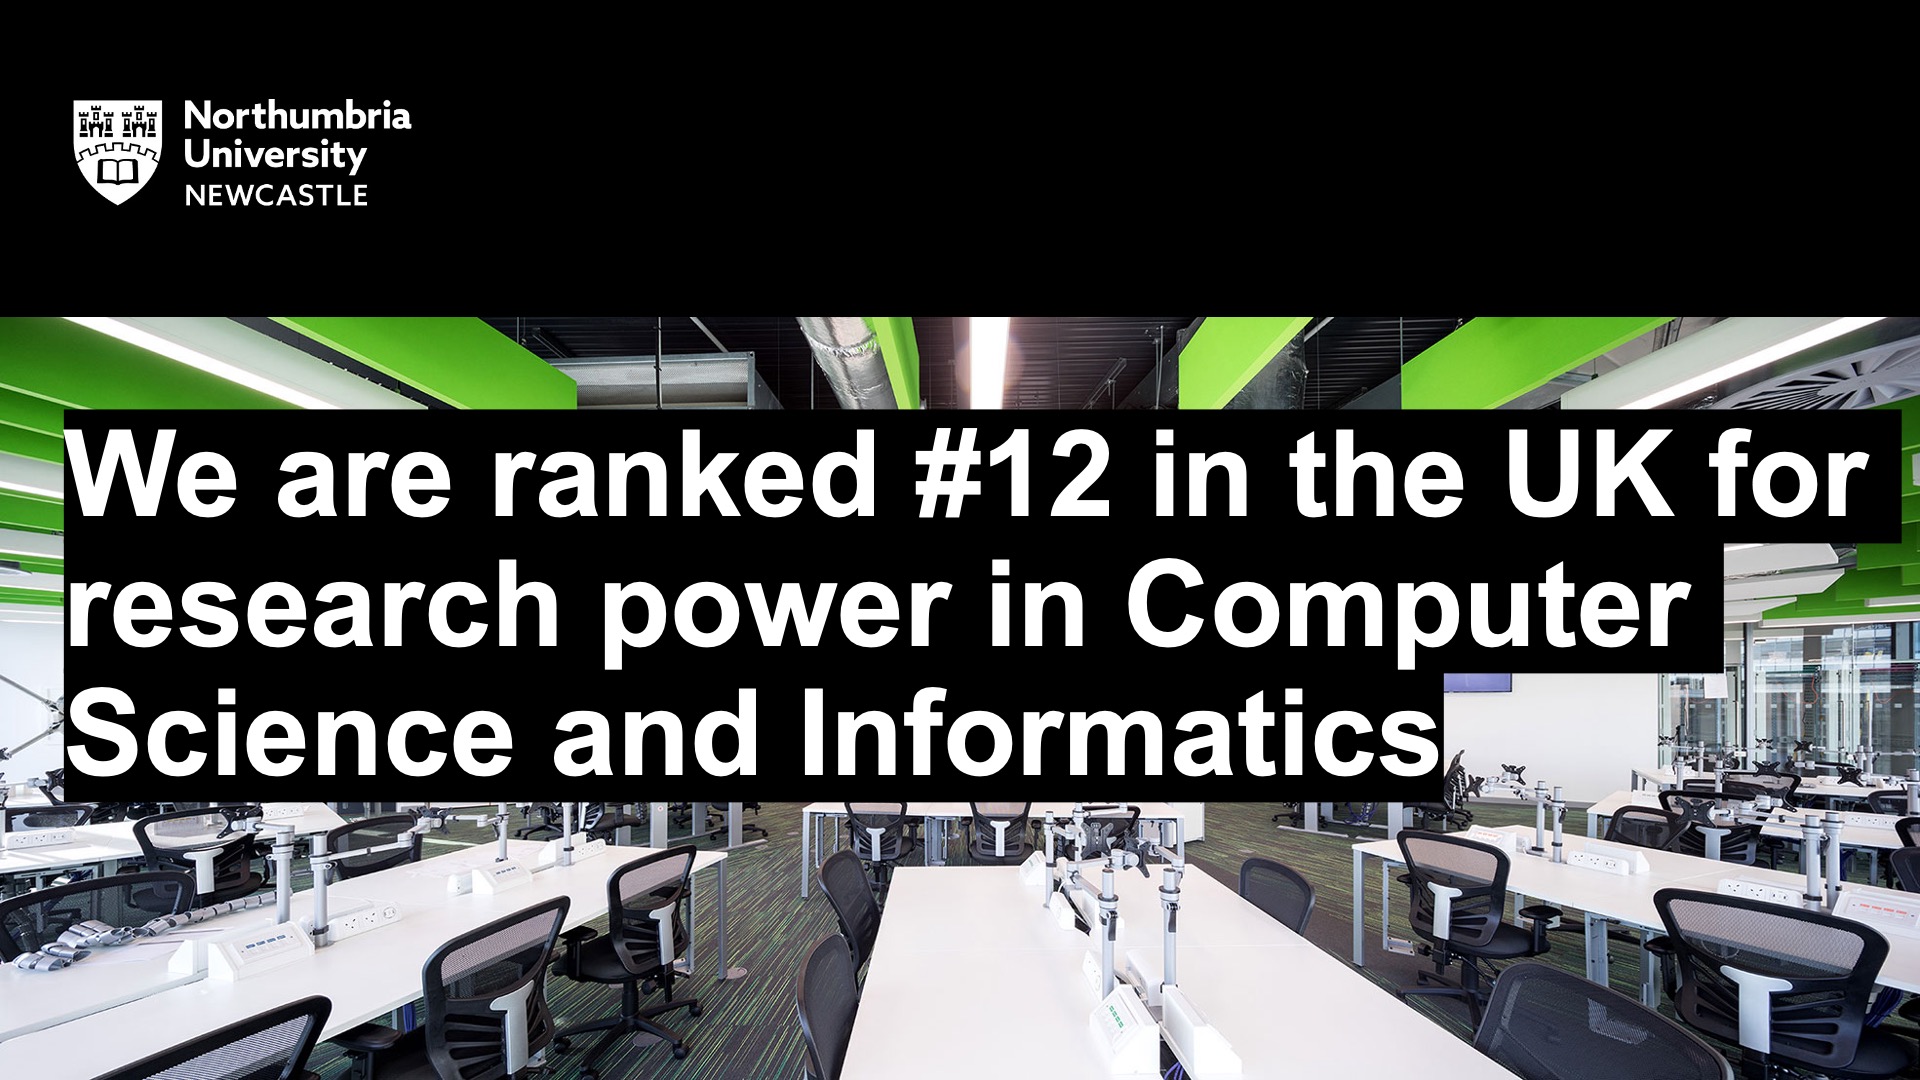 Northumbria
University
NEWCASTLE
We are ranked #12 in the UK for
research power in Computer
Science and Informatics